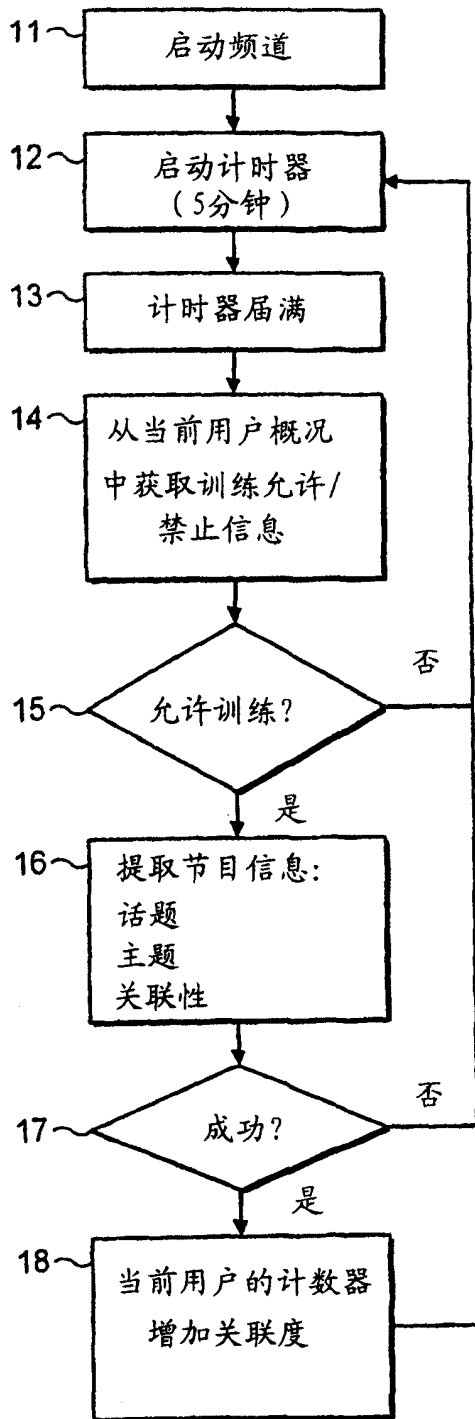 11
启动频道
12
启动计时器
(5分钟)
13
计时器届满
14
从当前用户概况
中获取训练允许/
禁止信息
否
15
允许训练?
是
16
提取节目信息:
话题
主题
关联性
否
17
成功?
是
18
当前用户的计数器
增加关联度